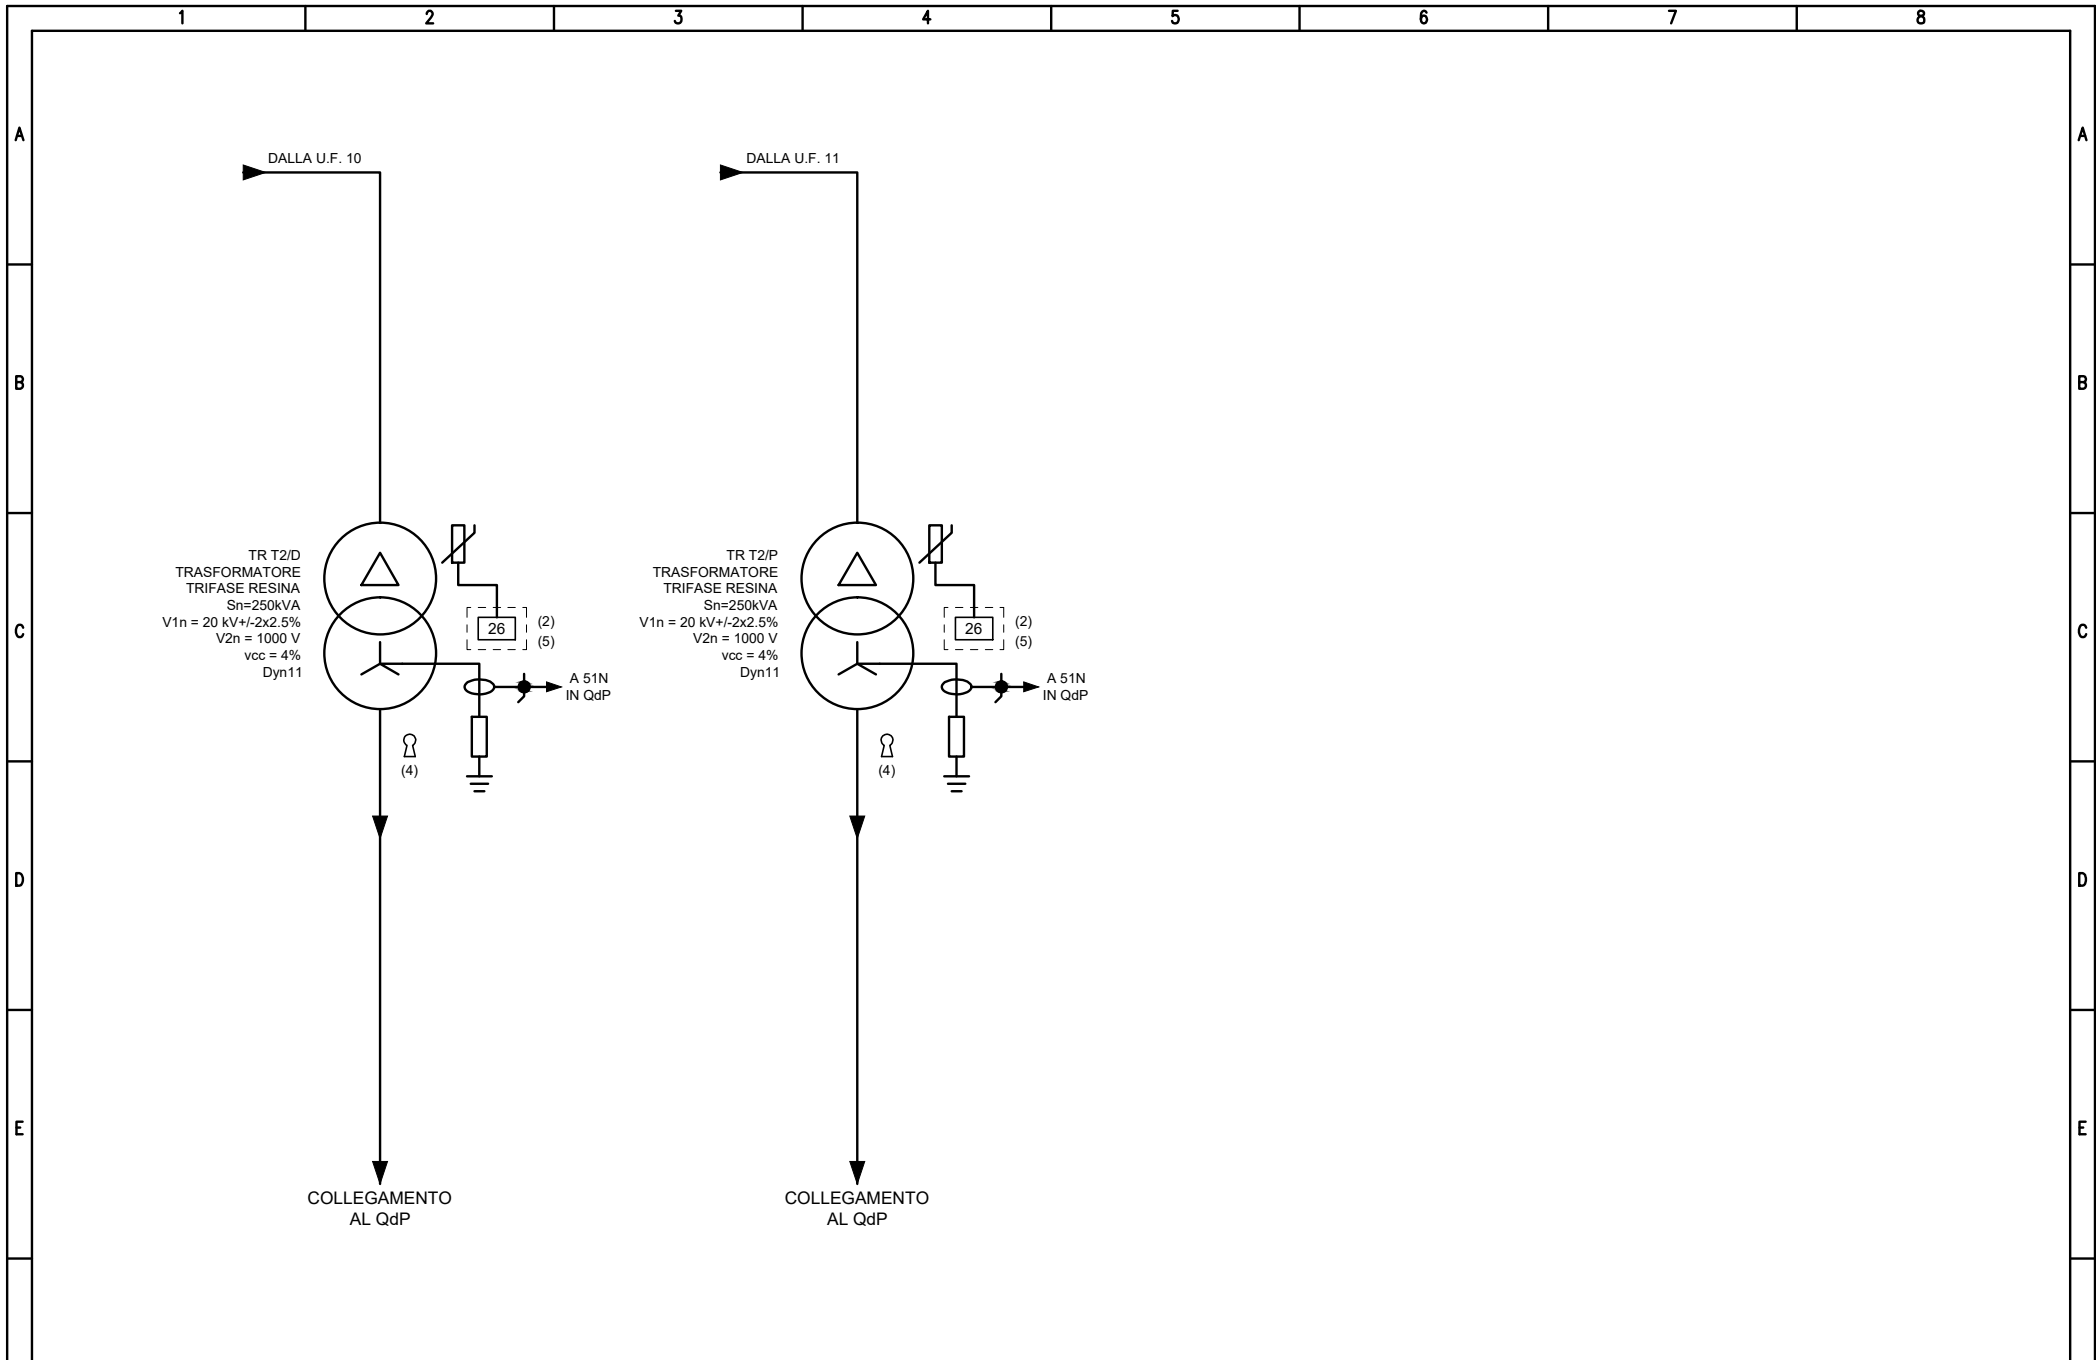 1 2 3 4 5 6 7 8
A A
DALLA U.F. 10
DALLA U.F. 11
B B
TR T2/D
TRASFORMATORE
TRIFASE RESINA
Sn=250kVA
V1n = 20 kV+/-2x2.5%
V2n = 1000 V
vcc = 4%
Dyn11
26
(2)
(5)
A 51N
IN QdP
(4)
TR T2/P
TRASFORMATORE
TRIFASE RESINA
Sn=250kVA
V1n = 20 kV+/-2x2.5%
V2n = 1000 V
vcc = 4%
Dyn11
26
(2)
(5)
A 51N
IN QdP
(4)
C C
D D
E E
COLLEGAMENTO
AL QdP
COLLEGAMENTO
AL QdP